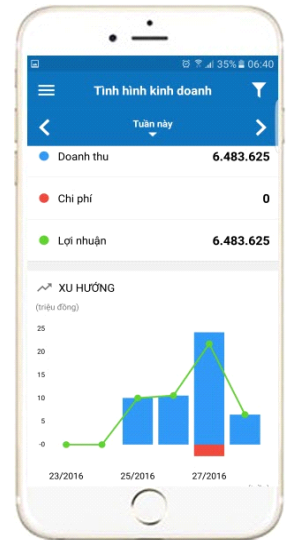 35% 06:40
Tình hình kinh doanh
Tuần này
Doanh thu 6.483.625
Chi phí 0
Lợi nhuận 6.483.625
XU HƯỚNG
(triệu đồng)
25
20
15
10
5
-0
23/2016 25/2016 27/2016